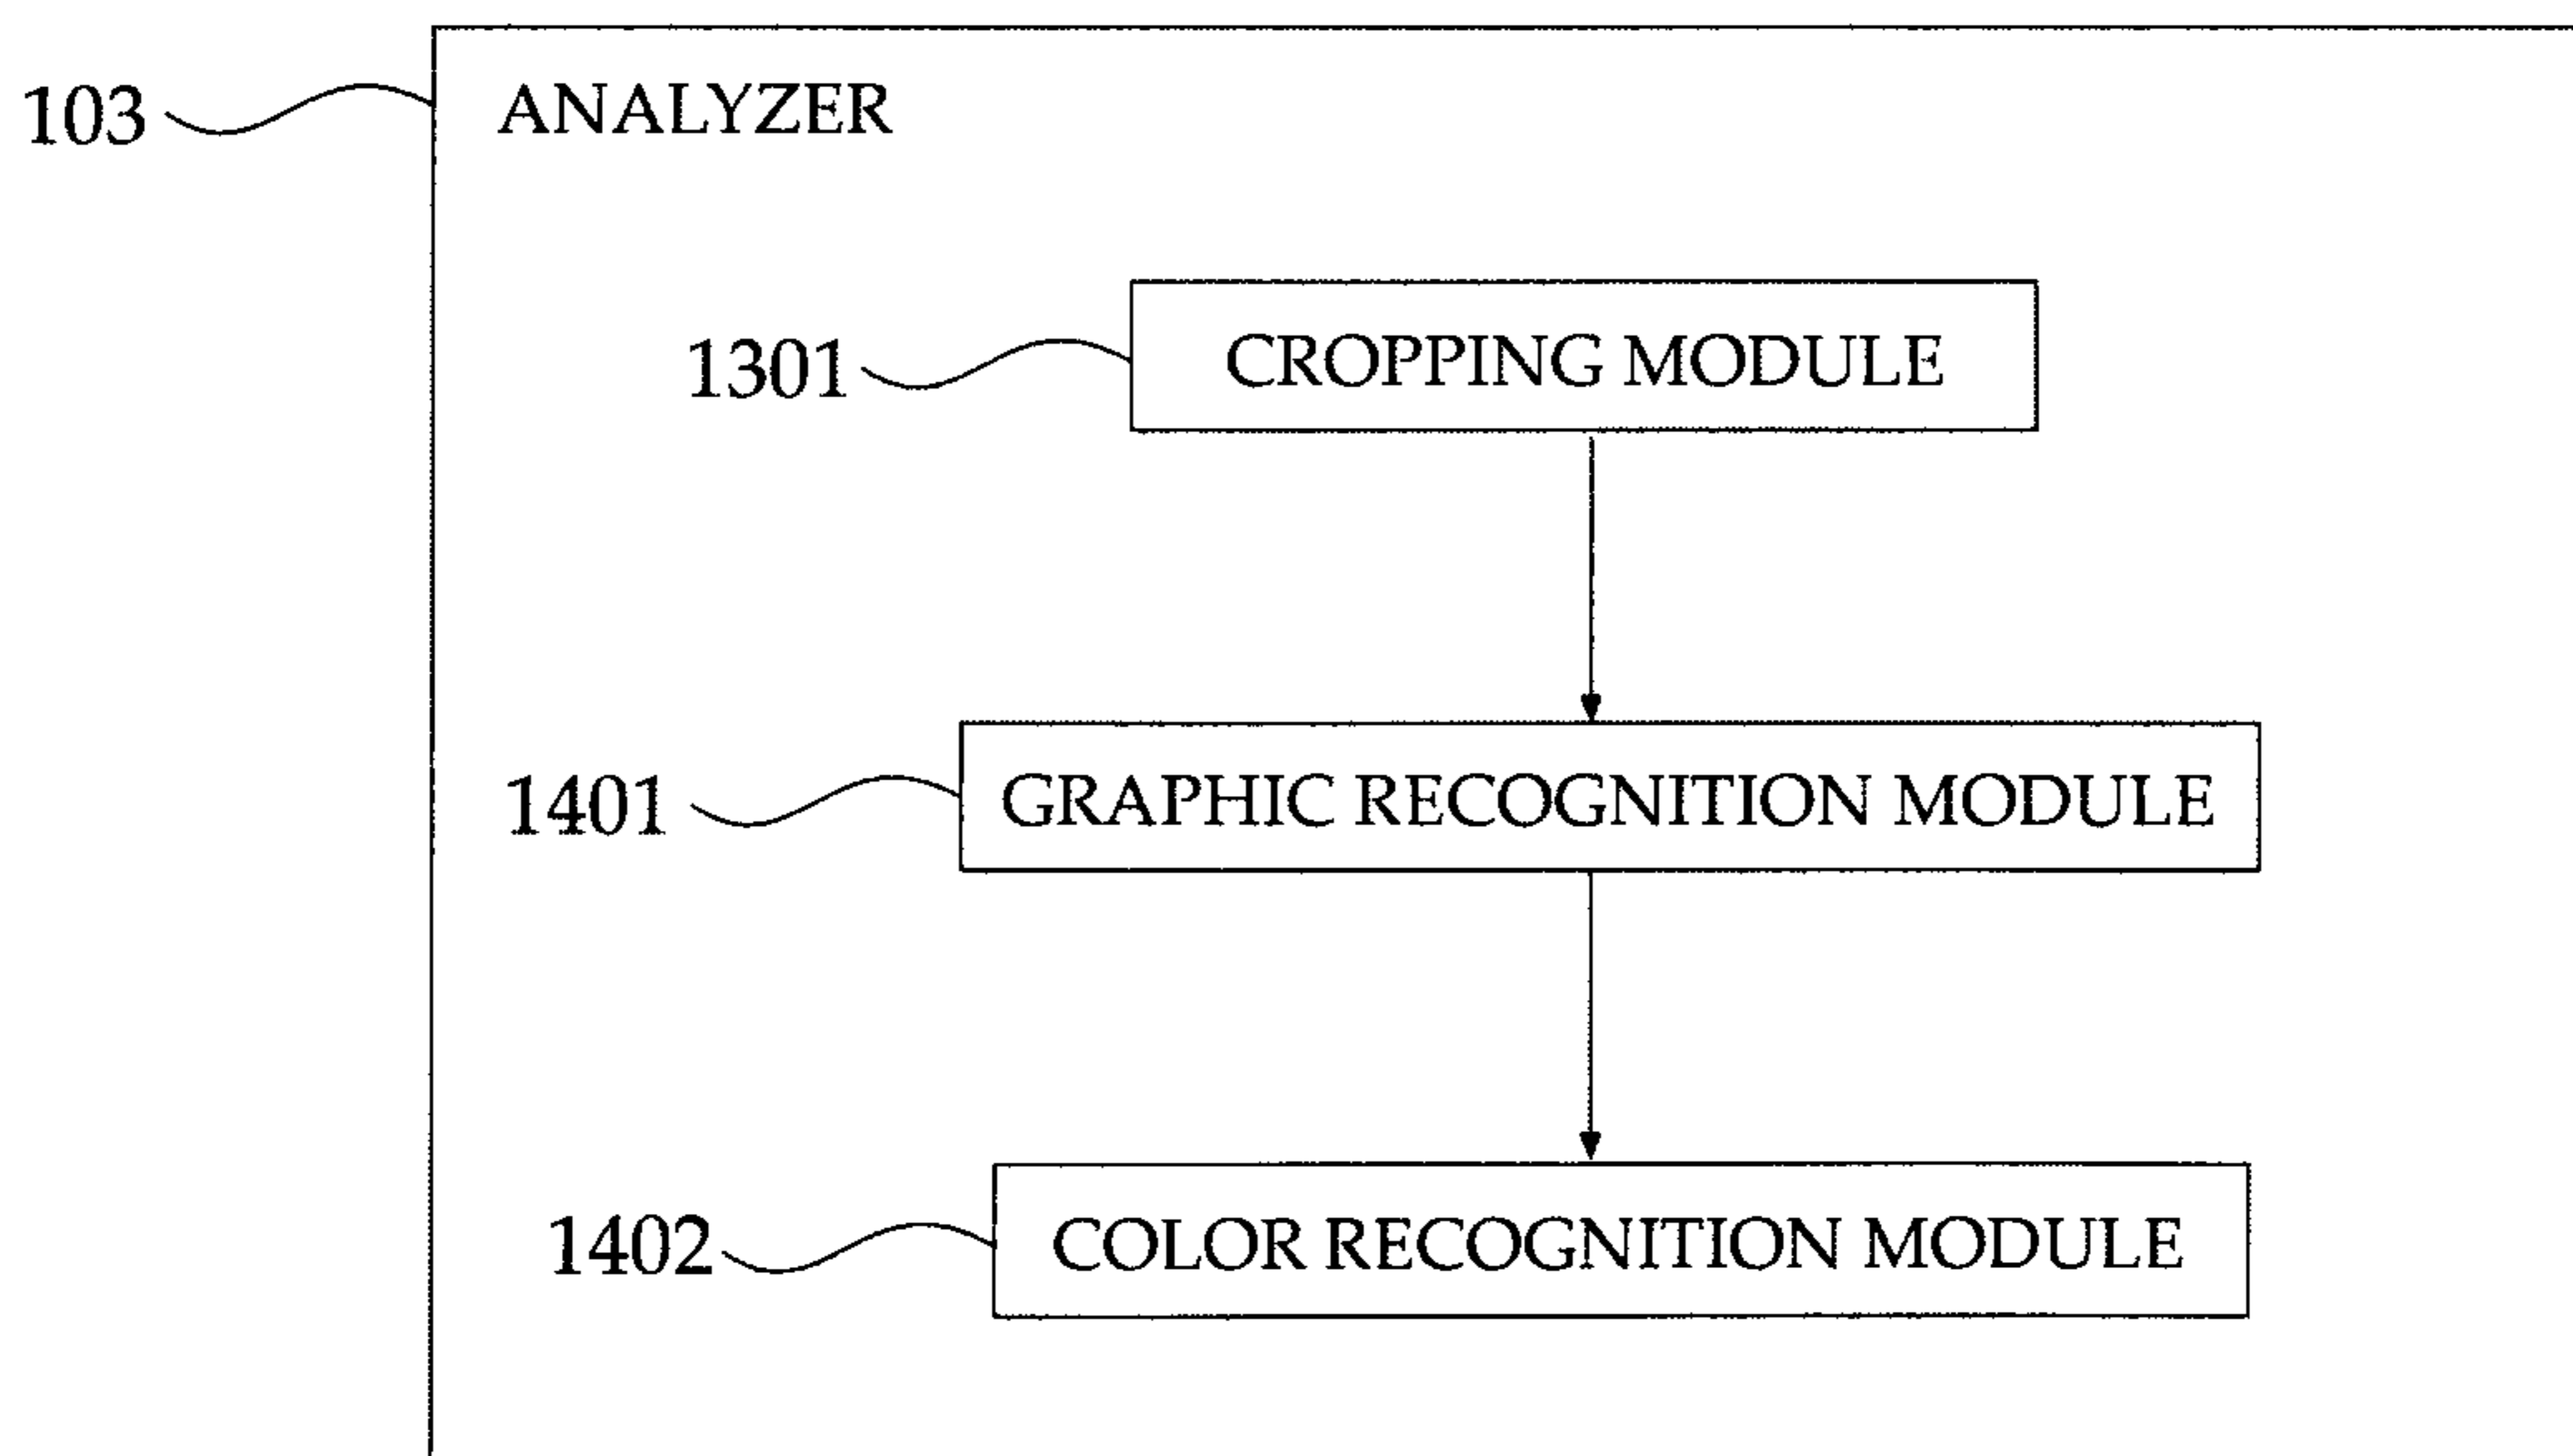 103 ANALYZER
1301 CROPPING MODULE
1401 GRAPHIC RECOGNITION MODULE
1402 COLOR RECOGNITION MODULE